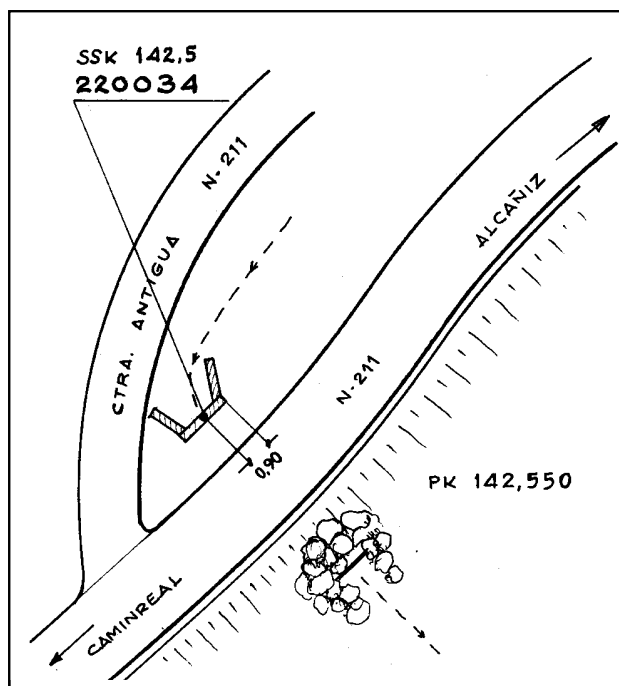 SSK 142,5
220034
N-211
CTRA. ANTIGUA
ALCAÑIZ
N-211
0,90
PK 142,550
CAMINREAL